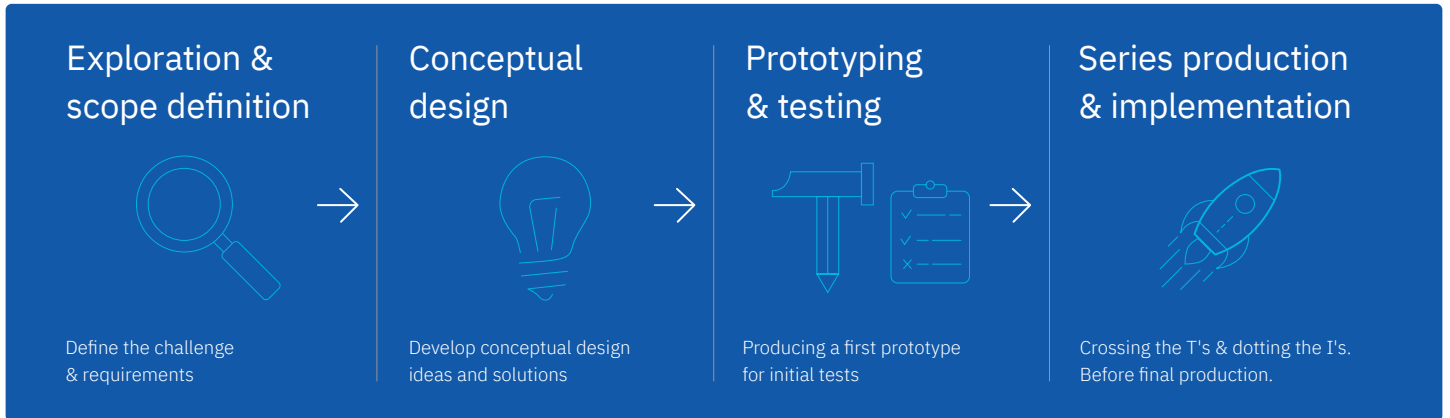 Exploration &
scope definition
Define the challenge
& requirements
Conceptual
design
Develop conceptual design
ideas and solutions
Prototyping
& testing
Producing a first prototype
for initial tests
Series production
& implementation
Crossing the T's & dotting the I's.
Before final production.